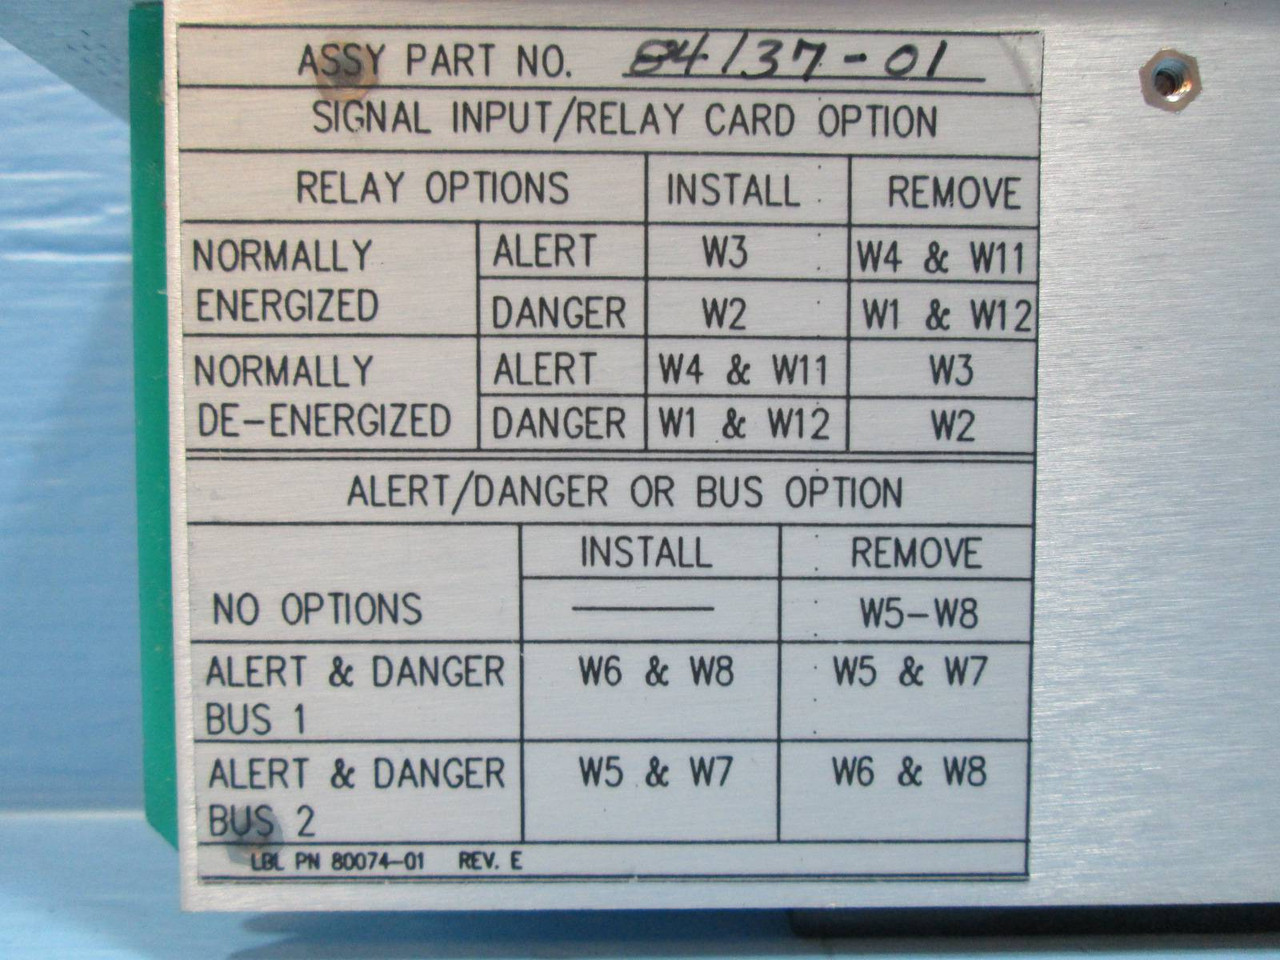 ASSY PART NO. 84137-01
SIGNAL INPUT/RELAY CARD OPTION
RELAY OPTIONS INSTALL REMOVE
NORMALLY ENERGIZED ALERT W3 W4 & W11
DANGER W2 W1 & W12
NORMALLY DE-ENERGIZED ALERT W4 & W11 W3
DANGER W1 & W12 W2
ALERT/DANGER OR BUS OPTION
INSTALL REMOVE
NO OPTIONS — W5-W8
ALERT & DANGER BUS 1 W6 & W8 W5 & W7
ALERT & DANGER BUS 2 W5 & W7 W6 & W8
LBL PN 80074-01 REV. E